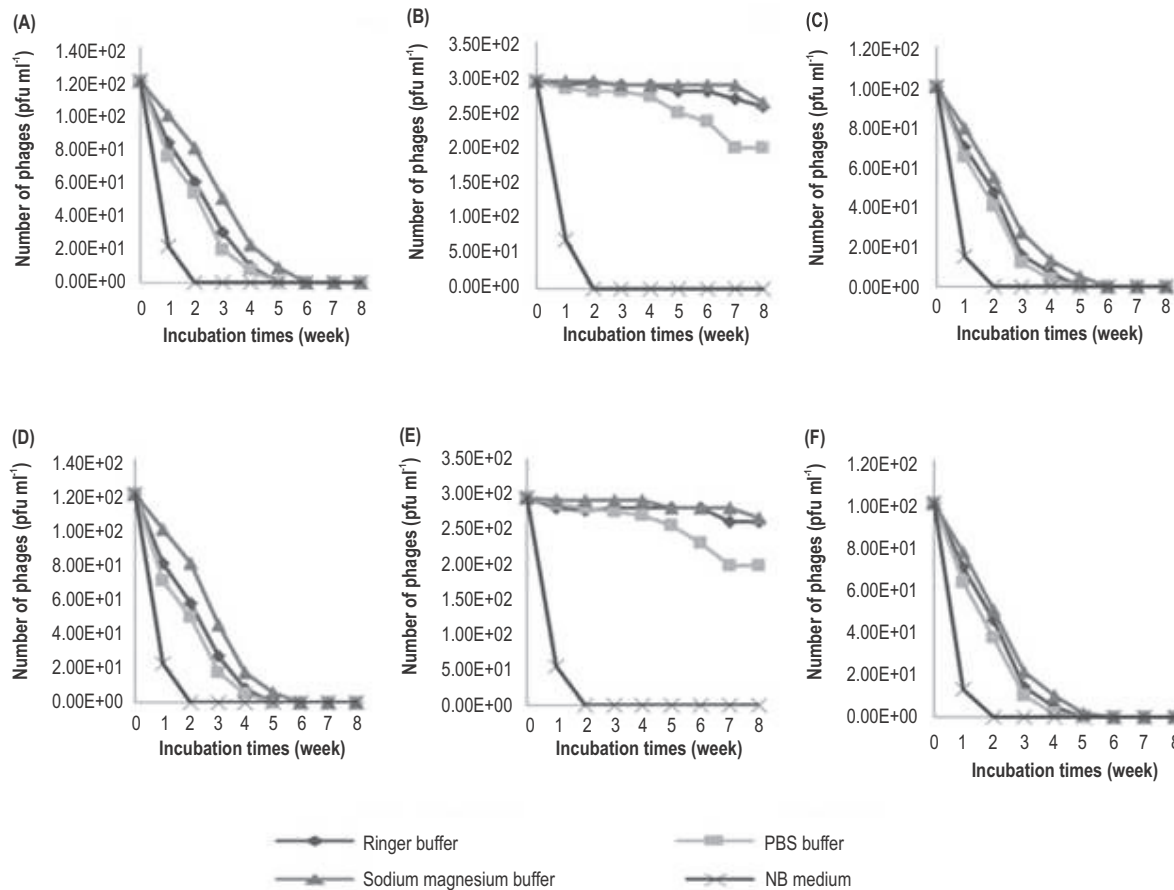 (A)
Number of phages (pfu ml-1)
1.40E+02
1.20E+02
1.00E+02
8.00E+01
6.00E+01
4.00E+01
2.00E+01
0.00E+00
0 1 2 3 4 5 6 7 8
Incubation times (week)
(B)
Number of phages (pfu ml-1)
3.50E+02
3.00E+02
2.50E+02
2.00E+02
1.50E+02
1.00E+02
5.00E+01
0.00E+00
0 1 2 3 4 5 6 7 8
Incubation times (week)
(C)
Number of phages (pfu ml-1)
1.20E+02
1.00E+02
8.00E+01
6.00E+01
4.00E+01
2.00E+01
0.00E+00
0 1 2 3 4 5 6 7 8
Incubation times (week)
(D)
Number of phages (pfu ml-1)
1.40E+02
1.20E+02
1.00E+02
8.00E+01
6.00E+01
4.00E+01
2.00E+01
0.00E+00
0 1 2 3 4 5 6 7 8
Incubation times (week)
(E)
Number of phages (pfu ml-1)
3.50E+02
3.00E+02
2.50E+02
2.00E+02
1.50E+02
1.00E+02
5.00E+01
0.00E+00
0 1 2 3 4 5 6 7 8
Incubation times (week)
(F)
Number of phages (pfu ml-1)
1.20E+02
1.00E+02
8.00E+01
6.00E+01
4.00E+01
2.00E+01
0.00E+00
0 1 2 3 4 5 6 7 8
Incubation times (week)
Ringer buffer
PBS buffer
Sodium magnesium buffer
NB medium